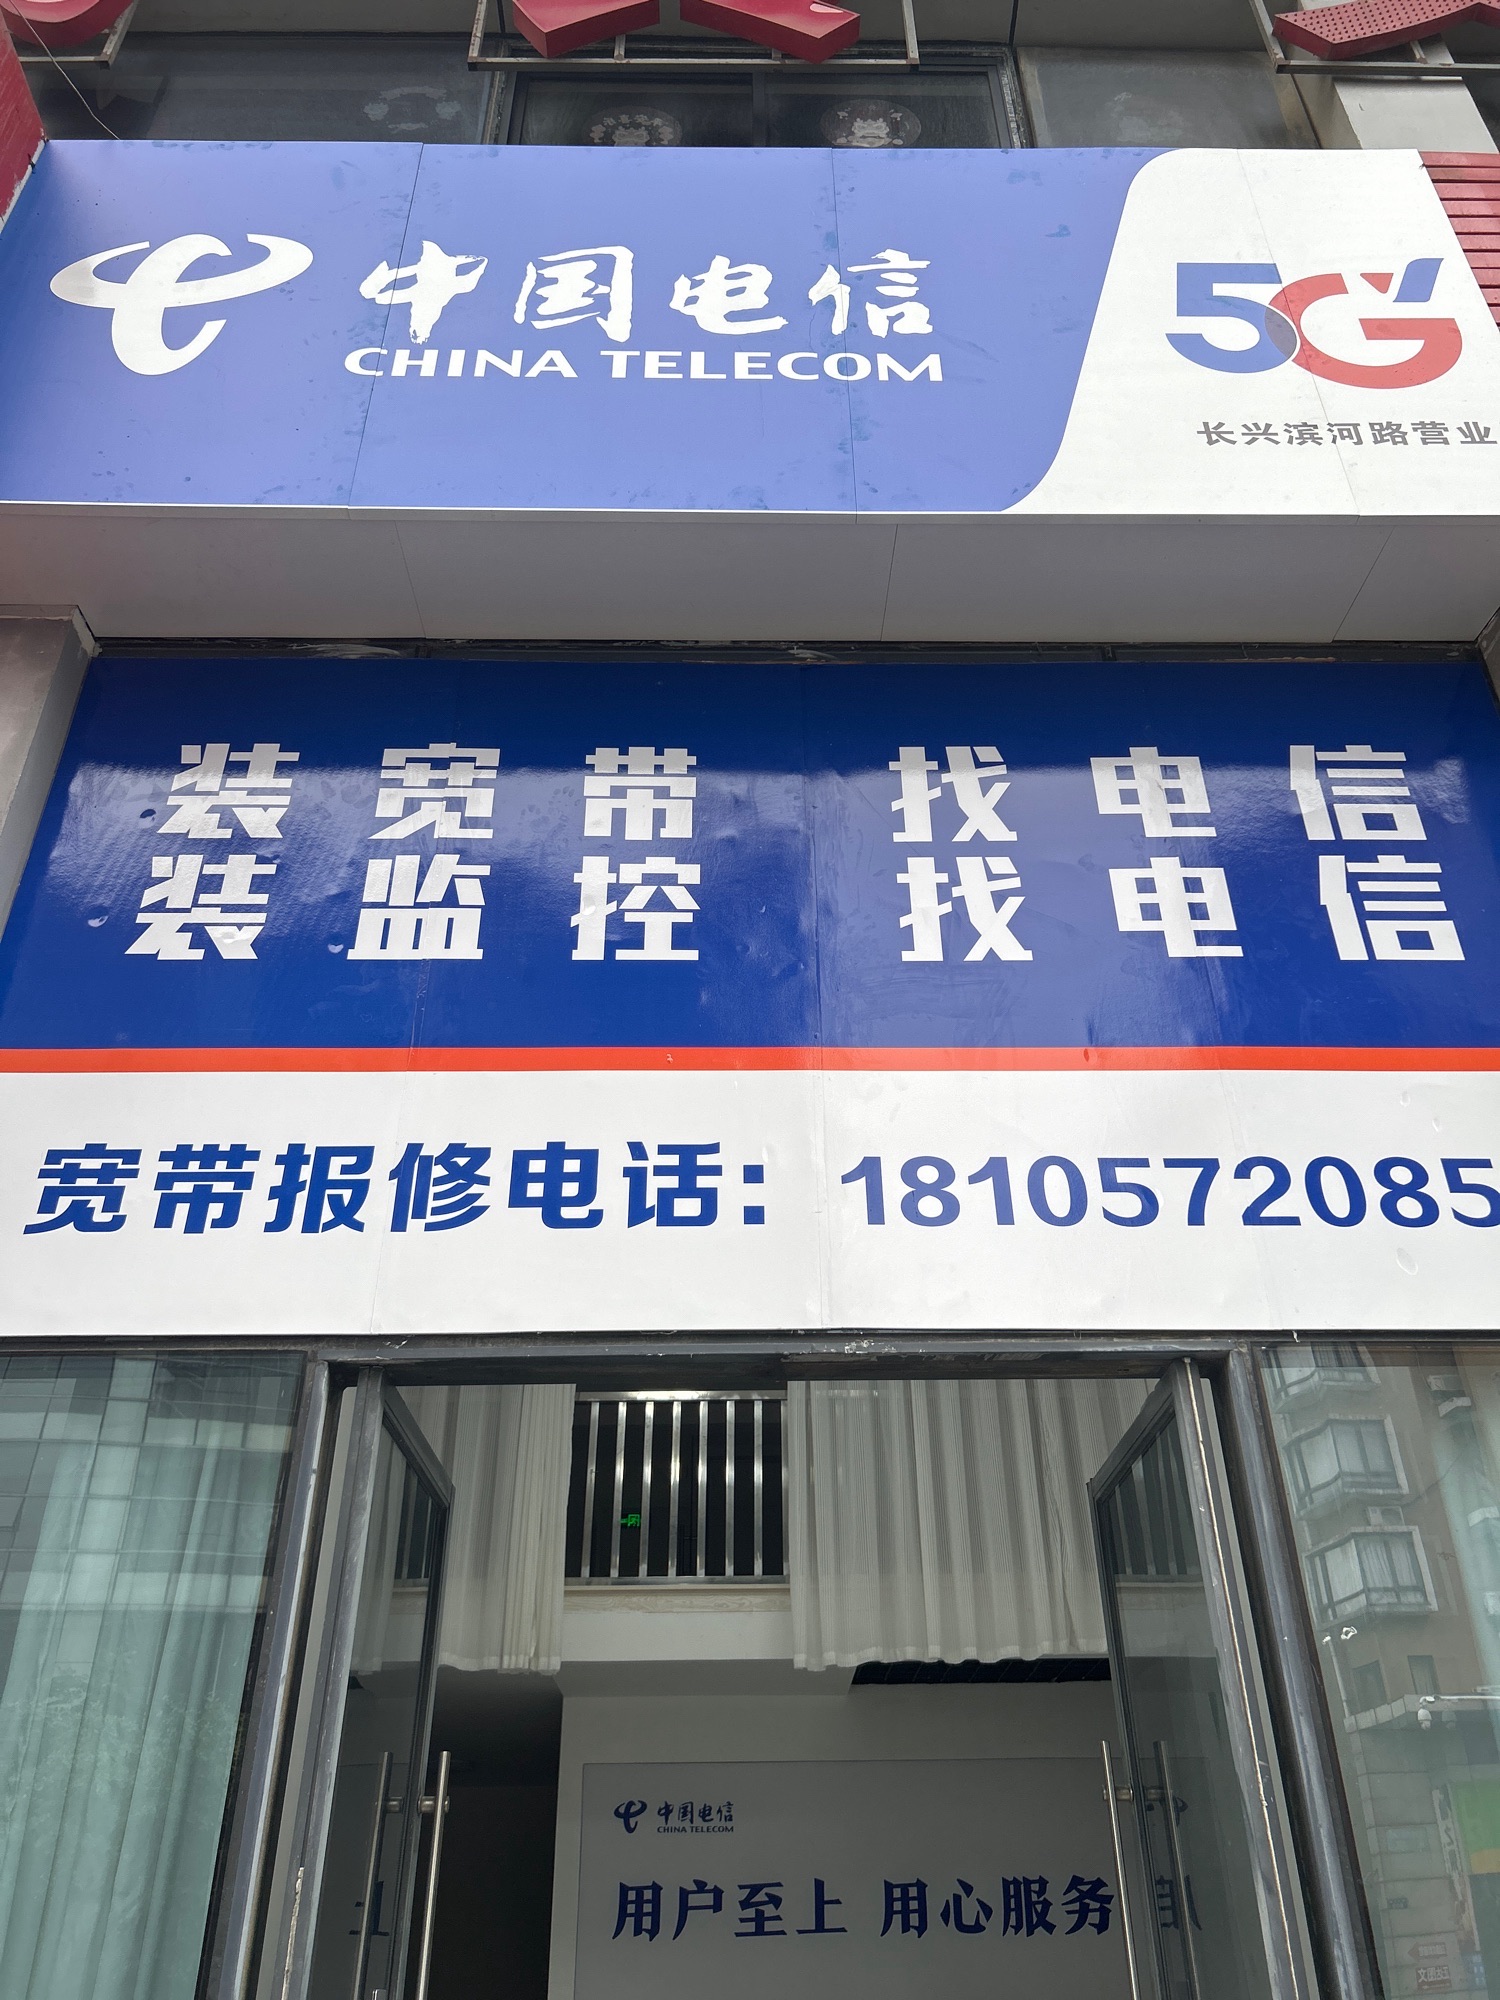 中国电信
CHINA TELECOM
5G
长兴滨河路营业
装宽带 找电信
装监控 找电信
宽带报修电话：1810572085
中国电信
CHINA TELECOM
用户至上 用心服务